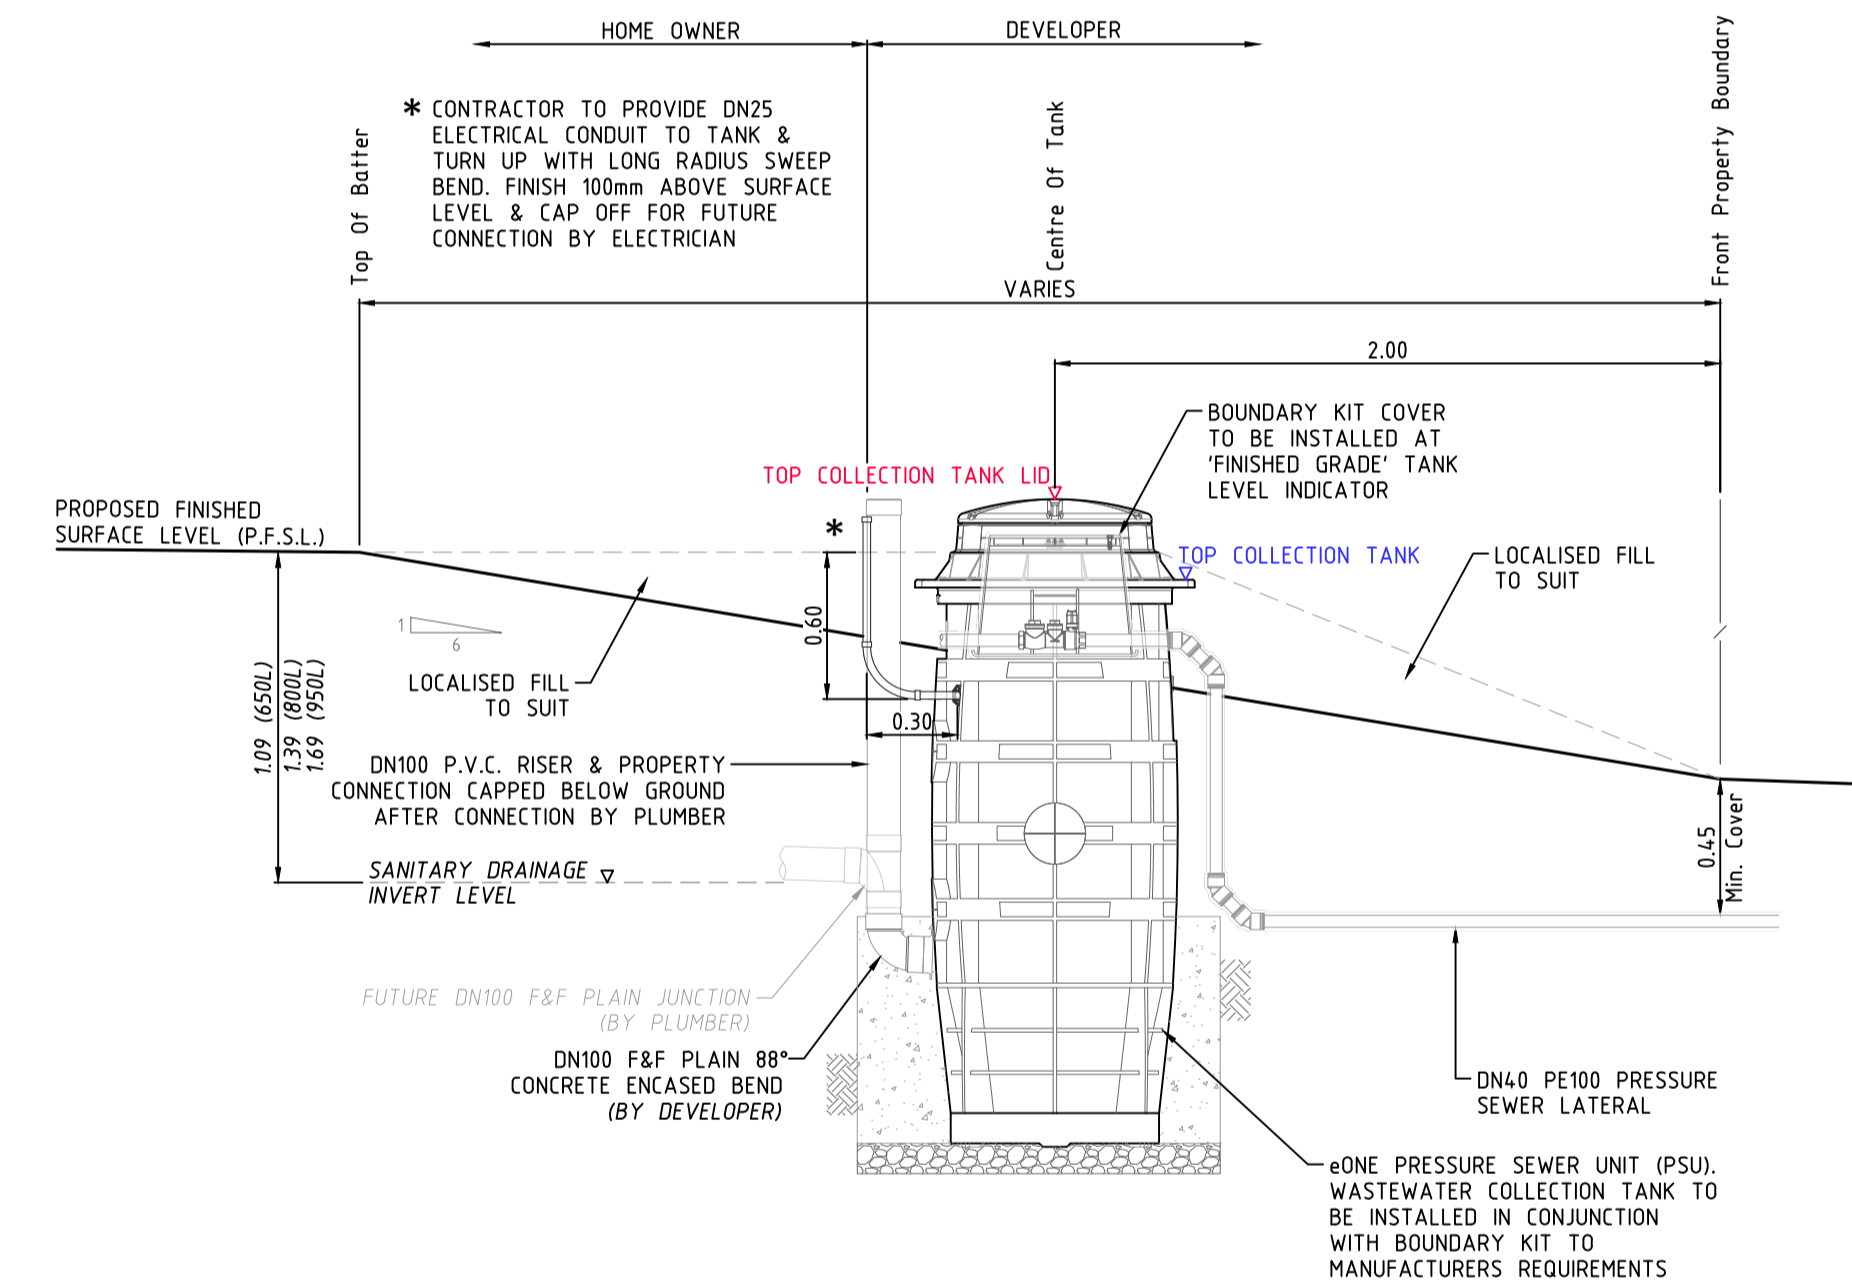 HOME OWNER
DEVELOPER
* CONTRACTOR TO PROVIDE DN25
ELECTRICAL CONDUIT TO TANK &
TURN UP WITH LONG RADIUS SWEEP
BEND. FINISH 100mm ABOVE SURFACE
LEVEL & CAP OFF FOR FUTURE
CONNECTION BY ELECTRICIAN
Top Of Batter
Centre Of Tank
Front Property Boundary
VARIES
2.00
BOUNDARY KIT COVER
TO BE INSTALLED AT
'FINISHED GRADE' TANK
LEVEL INDICATOR
TOP COLLECTION TANK LID
PROPOSED FINISHED
SURFACE LEVEL (P.F.S.L.)
*
TOP COLLECTION TANK
LOCALISED FILL
TO SUIT
1
6
0.60
LOCALISED FILL
TO SUIT
1.09 (650L)
1.39 (800L)
1.69 (950L)
0.30
DN100 P.V.C. RISER & PROPERTY
CONNECTION CAPPED BELOW GROUND
AFTER CONNECTION BY PLUMBER
0.45
Min. Cover
SANITARY DRAINAGE
INVERT LEVEL
FUTURE DN100 F&F PLAIN JUNCTION
(BY PLUMBER)
DN100 F&F PLAIN 88°
CONCRETE ENCASED BEND
(BY DEVELOPER)
DN40 PE100 PRESSURE
SEWER LATERAL
eONE PRESSURE SEWER UNIT (PSU).
WASTEWATER COLLECTION TANK TO
BE INSTALLED IN CONJUNCTION
WITH BOUNDARY KIT TO
MANUFACTURERS REQUIREMENTS